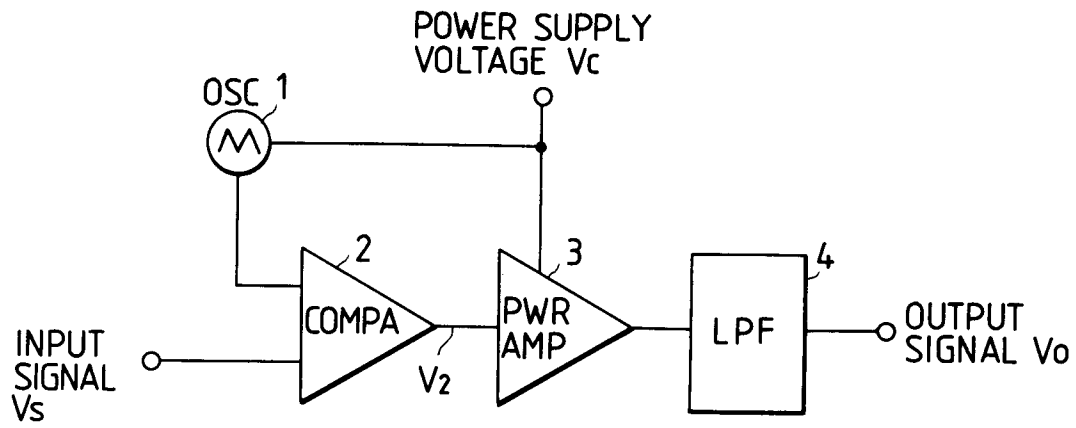 POWER SUPPLY
VOLTAGE Vc
OSC 1
2
3
4
COMPA
PWR
AMP
LPF
V2
INPUT
SIGNAL
Vs
OUTPUT
SIGNAL Vo